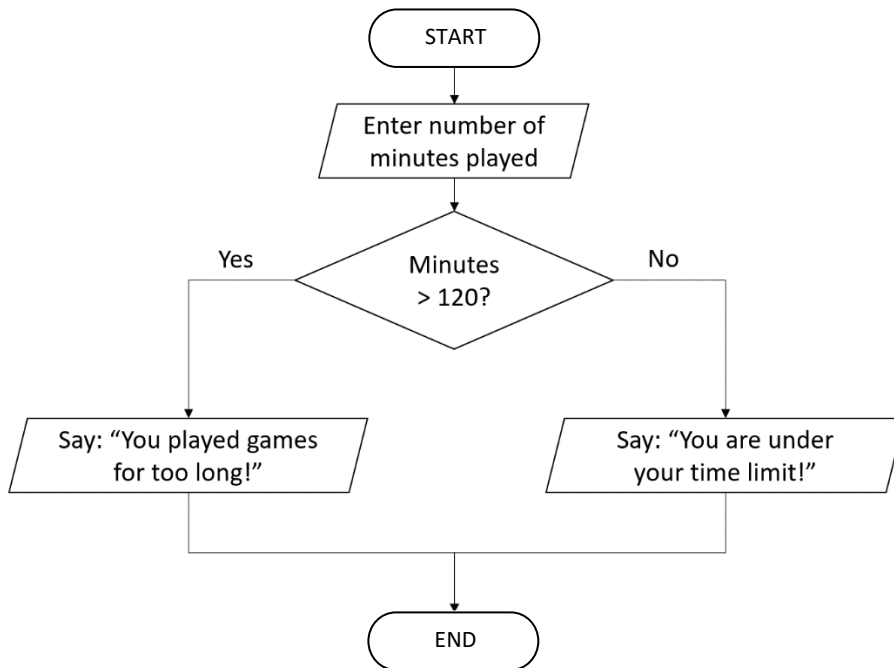 START
Enter number of
minutes played
Yes
Minutes
> 120?
No
Say: “You played games
for too long!”
Say: “You are under
your time limit!”
END